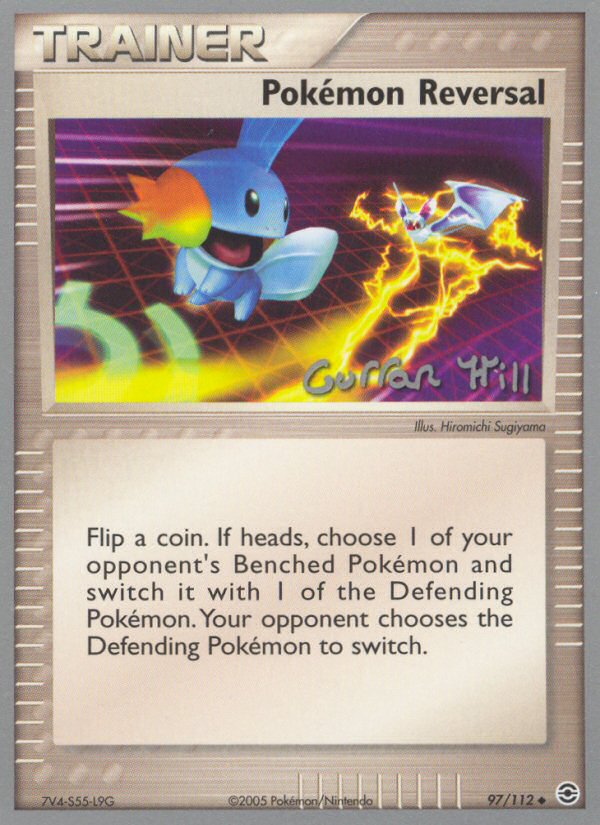 TRAINER
Pokémon Reversal
Curran Hill
Illus. Hiromichi Sugiyama
Flip a coin. If heads, choose 1 of your
opponent's Benched Pokémon and
switch it with 1 of the Defending
Pokémon. Your opponent chooses the
Defending Pokémon to switch.
7V4-S55-L9G
©2005 Pokémon/Nintendo
97/112